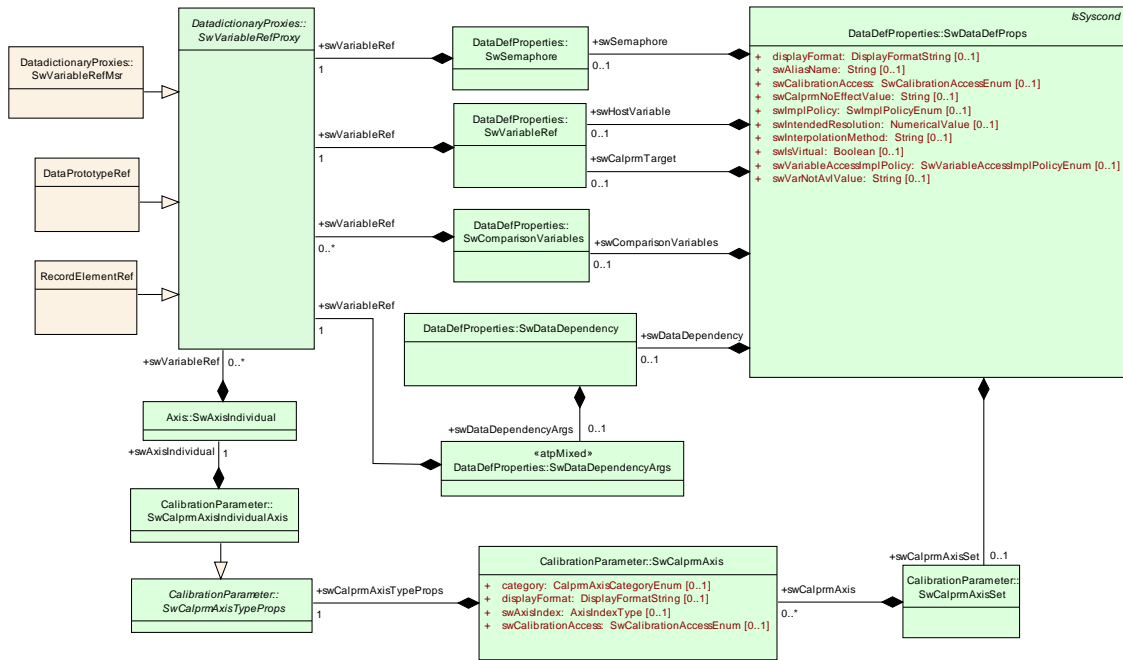 DatadictionaryProxies::
SwVariableRefMsr
DataPrototypeRef
RecordElementRef
DatadictionaryProxies::
SwVariableRefProxy
+swVariableRef
1
DataDefProperties::
SwSemaphore
+swSemaphore
0..1
+swVariableRef
1
DataDefProperties::
SwVariableRef
+swHostVariable
0..1
+swCalprmTarget
0..1
+swVariableRef
0..*
DataDefProperties::
SwComparisonVariables
+swComparisonVariables
0..1
+swVariableRef
1
DataDefProperties::SwDataDependency
+swDataDependency
0..1
IsSyscond
DataDefProperties::SwDataDefProps
+ displayFormat: DisplayFormatString [0..1]
+ swAliasName: String [0..1]
+ swCalibrationAccess: SwCalibrationAccessEnum [0..1]
+ swCalprmNoEffectValue: String [0..1]
+ swImplPolicy: SwImplPolicyEnum [0..1]
+ swIntendedResolution: NumericalValue [0..1]
+ swInterpolationMethod: String [0..1]
+ swIsVirtual: Boolean [0..1]
+ swVariableAccessImplPolicy: SwVariableAccessImplPolicyEnum [0..1]
+ swVarNotAvlValue: String [0..1]
+swVariableRef
0..*
Axis::SwAxisIndividual
+swAxisIndividual
1
+swDataDependencyArgs
0..1
«atpMixed»
DataDefProperties::SwDataDependencyArgs
CalibrationParameter::
SwCalprmAxisIndividualAxis
CalibrationParameter::
SwCalprmAxisTypeProps
+swCalprmAxisTypeProps
1
CalibrationParameter::SwCalprmAxis
+ category: CalprmAxisCategoryEnum [0..1]
+ displayFormat: DisplayFormatString [0..1]
+ swAxisIndex: AxisIndexType [0..1]
+ swCalibrationAccess: SwCalibrationAccessEnum [0..1]
+swCalprmAxis
0..*
+swCalprmAxisSet
0..1
CalibrationParameter::
SwCalprmAxisSet